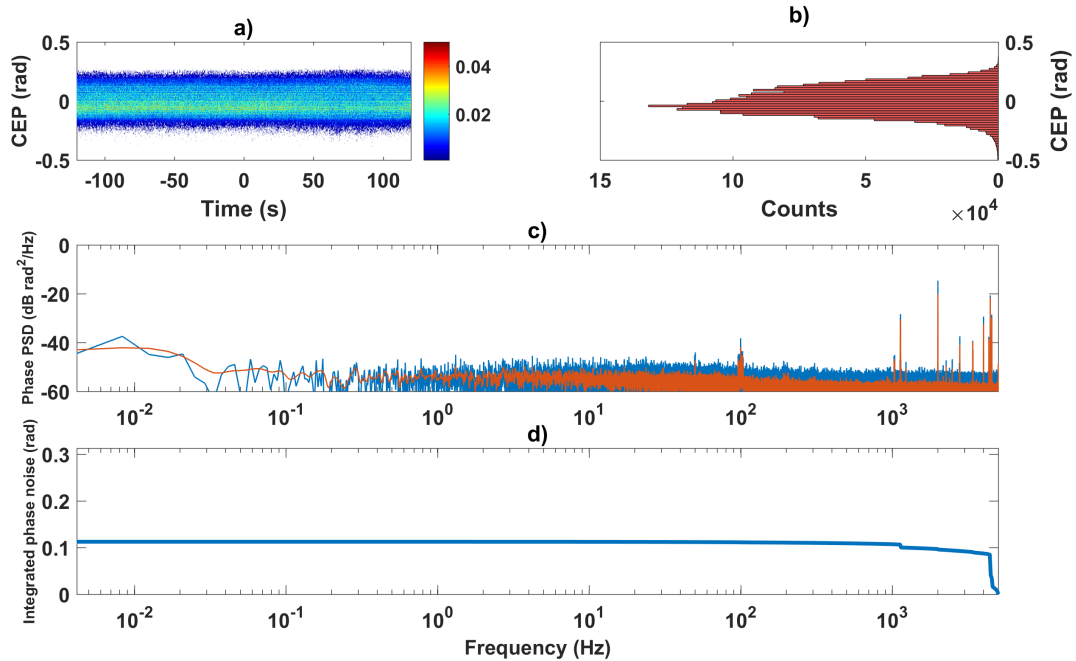 a)
CEP (rad)
0.5
0
-0.5
-100 -50 0 50 100
Time (s)
0.04
0.02
b)
0.5
0
-0.5
CEP (rad)
15 10 5 0
Counts
×10^4
c)
Phase PSD (dB rad^2/Hz)
0
-20
-40
-60
10^-2 10^-1 10^0 10^1 10^2 10^3
d)
Integrated phase noise (rad)
0.3
0.2
0.1
0
10^-2 10^-1 10^0 10^1 10^2 10^3
Frequency (Hz)